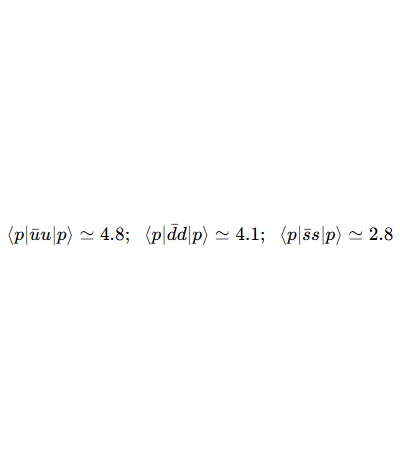 ⟨p|ūu|p⟩ ≃ 4.8; ⟨p|d̄d|p⟩ ≃ 4.1; ⟨p|s̄s|p⟩ ≃ 2.8